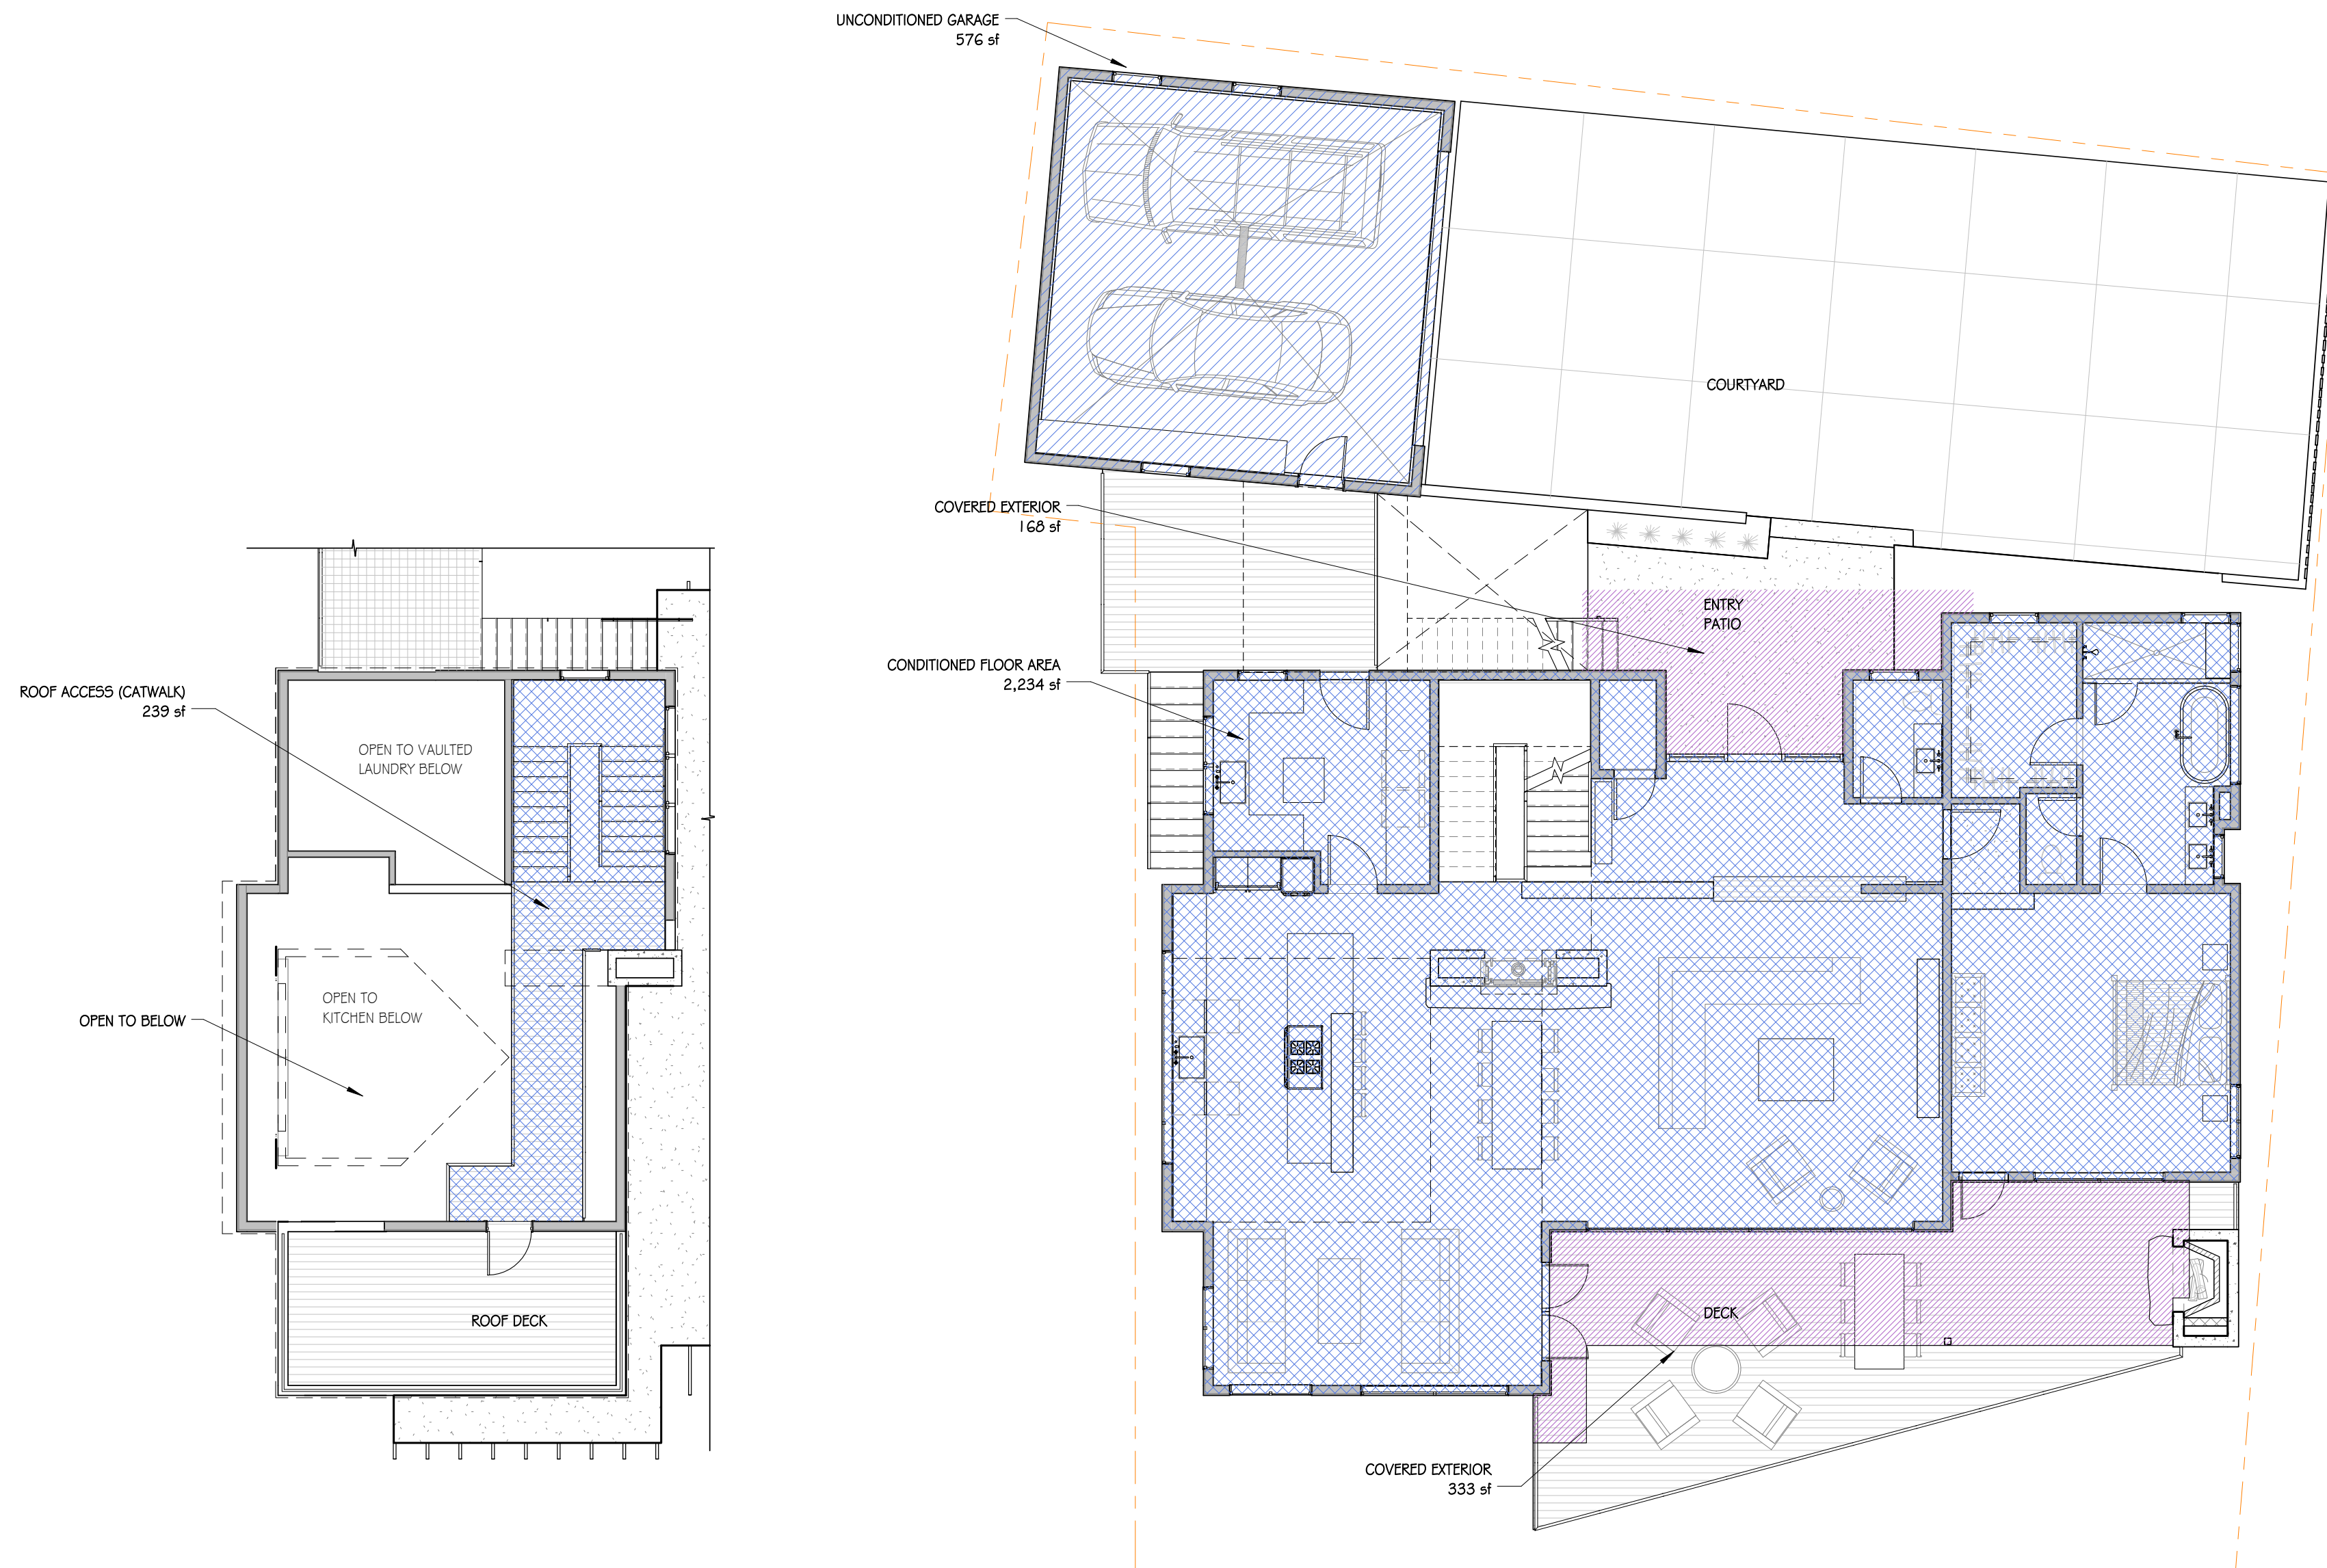 UNCONDITIONED GARAGE
576 sf
COURTYARD
COVERED EXTERIOR
168 sf
ENTRY
PATIO
CONDITIONED FLOOR AREA
2,234 sf
ROOF ACCESS (CATWALK)
239 sf
OPEN TO VAULTED
LAUNDRY BELOW
OPEN TO
KITCHEN BELOW
OPEN TO BELOW
ROOF DECK
DECK
COVERED EXTERIOR
333 sf